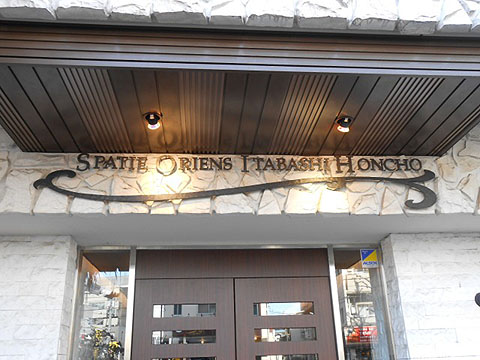 SPATIE ORIENS ITABASHI HONCHO